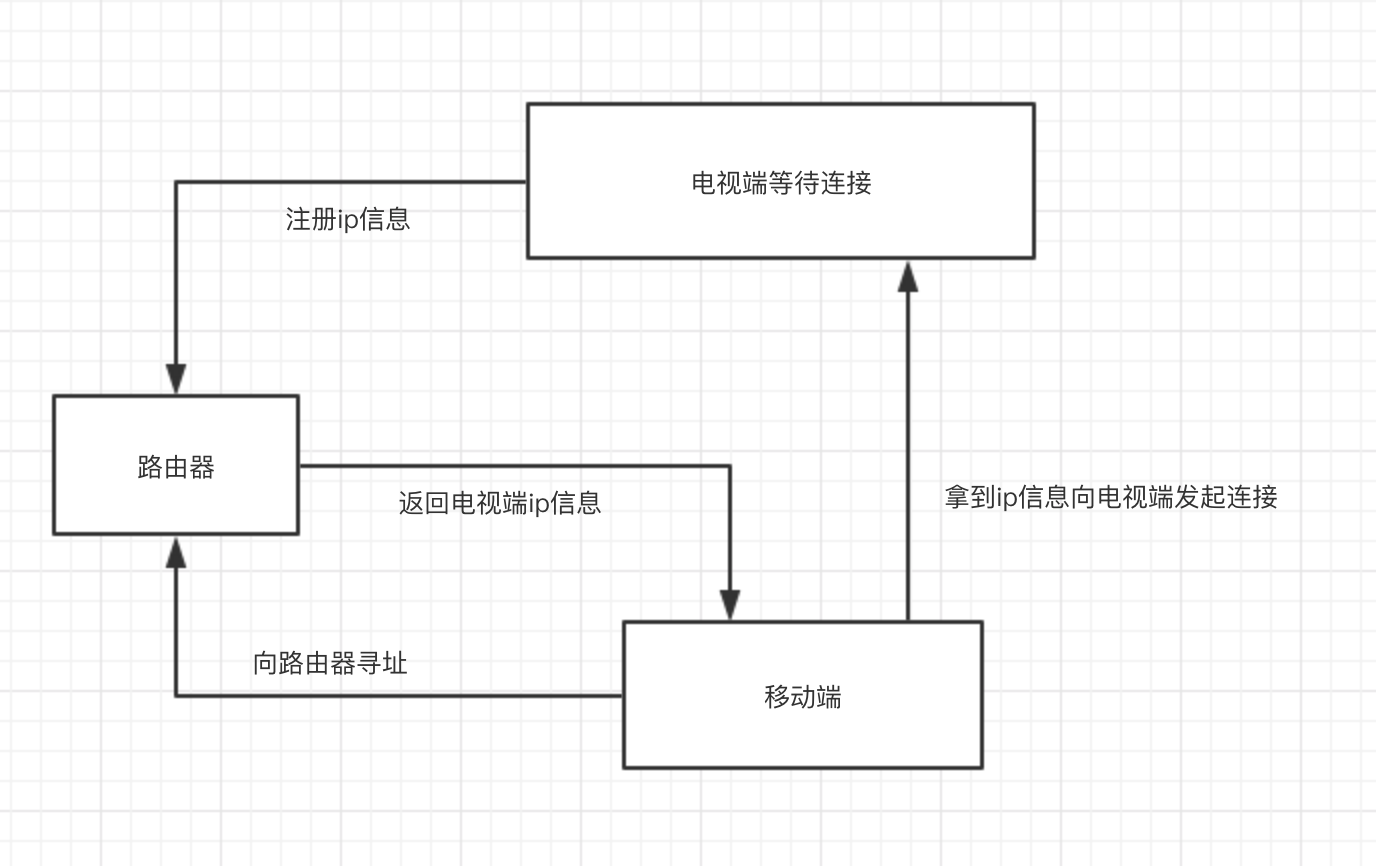 电视端等待连接
注册ip信息
路由器
返回电视端ip信息
拿到ip信息向电视端发起连接
向路由器寻址
移动端